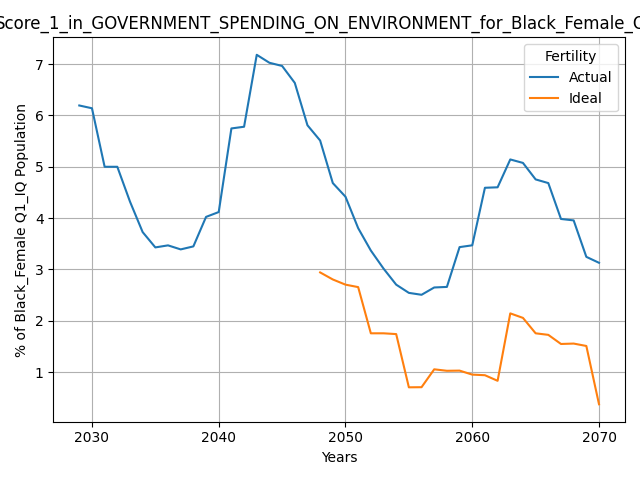 Score_1_in_GOVERNMENT_SPENDING_ON_ENVIRONMENT_for_Black_Female_
Fertility
Actual
Ideal
% of Black_Female Q1_IQ Population
7
6
5
4
3
2
1
2030 2040 2050 2060 2070
Years